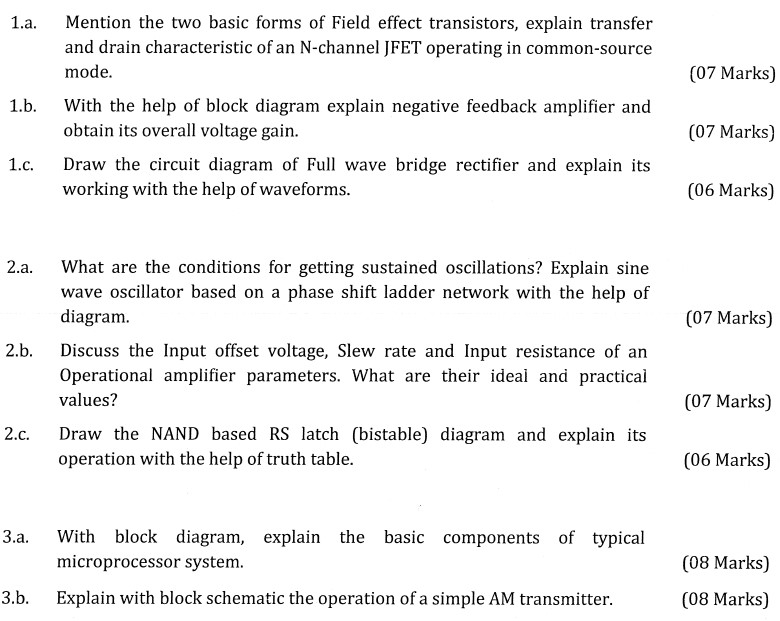 1.a. Mention the two basic forms of Field effect transistors, explain transfer
and drain characteristic of an N-channel JFET operating in common-source
mode. (07 Marks)
1.b. With the help of block diagram explain negative feedback amplifier and
obtain its overall voltage gain. (07 Marks)
1.c. Draw the circuit diagram of Full wave bridge rectifier and explain its
working with the help of waveforms. (06 Marks)
2.a. What are the conditions for getting sustained oscillations? Explain sine
wave oscillator based on a phase shift ladder network with the help of
diagram. (07 Marks)
2.b. Discuss the Input offset voltage, Slew rate and Input resistance of an
Operational amplifier parameters. What are their ideal and practical
values? (07 Marks)
2.c. Draw the NAND based RS latch (bistable) diagram and explain its
operation with the help of truth table. (06 Marks)
3.a. With block diagram, explain the basic components of typical
microprocessor system. (08 Marks)
3.b. Explain with block schematic the operation of a simple AM transmitter. (08 Marks)